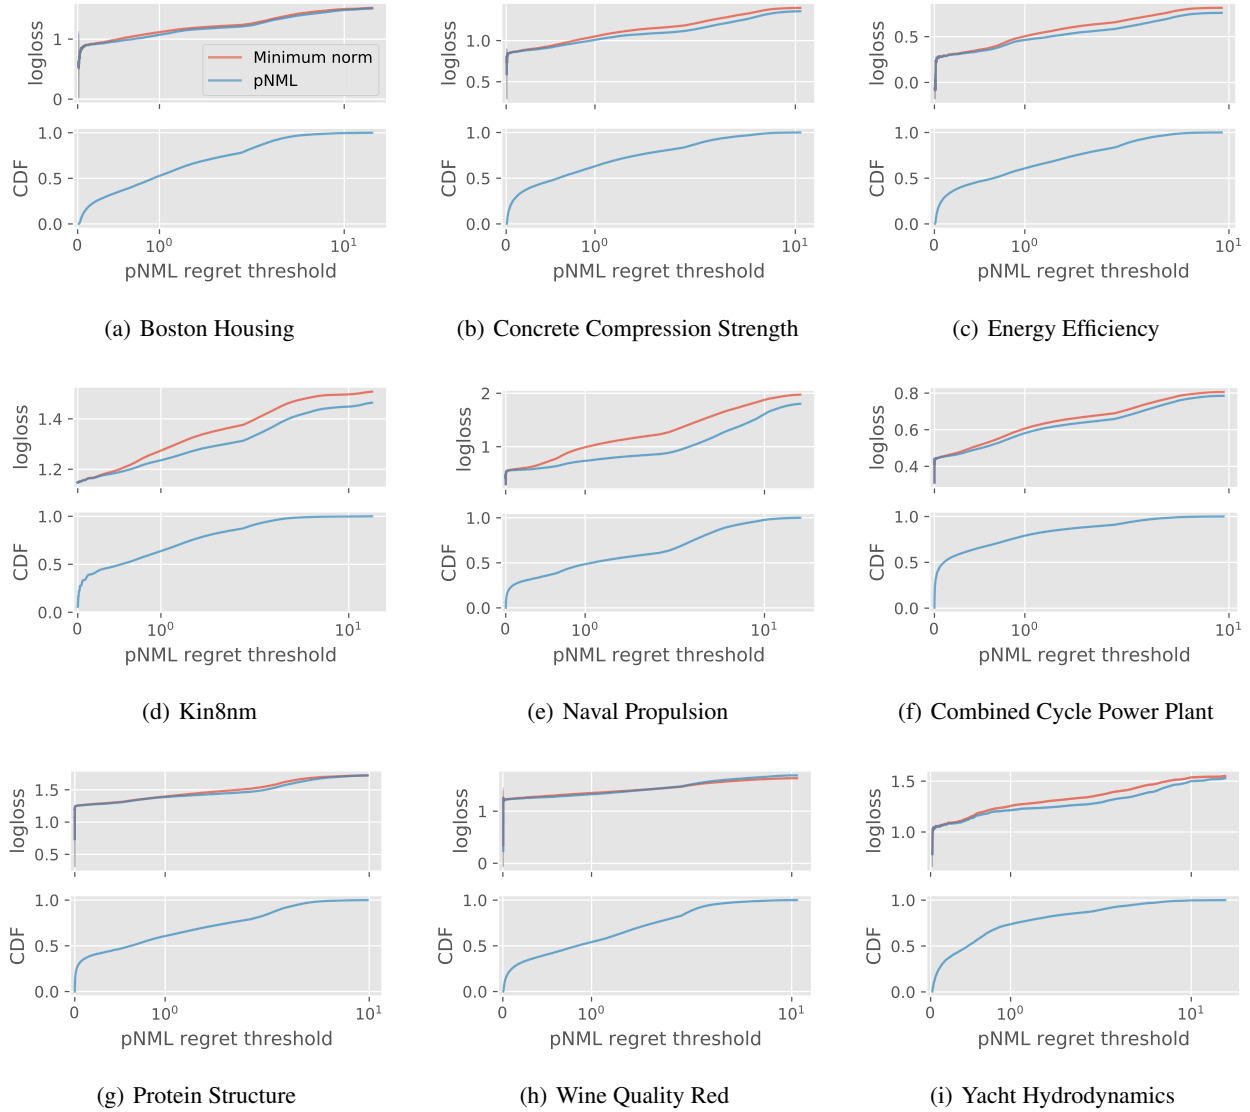 logloss
1
0
Minimum norm
pNML
CDF
1.0
0.5
0.0
0
10⁰
10¹
pNML regret threshold
(a) Boston Housing
logloss
1.0
0.5
CDF
1.0
0.5
0.0
0
10⁰
10¹
pNML regret threshold
(b) Concrete Compression Strength
logloss
0.5
0.0
CDF
1.0
0.5
0.0
0
10⁰
10¹
pNML regret threshold
(c) Energy Efficiency
logloss
1.4
1.2
CDF
1.0
0.5
0.0
0
10⁰
10¹
pNML regret threshold
(d) Kin8nm
logloss
2
1
CDF
1.0
0.5
0.0
0
10⁰
10¹
pNML regret threshold
(e) Naval Propulsion
logloss
0.8
0.6
0.4
CDF
1.0
0.5
0.0
0
10⁰
10¹
pNML regret threshold
(f) Combined Cycle Power Plant
logloss
1.5
1.0
0.5
CDF
1.0
0.5
0.0
0
10⁰
10¹
pNML regret threshold
(g) Protein Structure
logloss
1
0
CDF
1.0
0.5
0.0
0
10⁰
10¹
pNML regret threshold
(h) Wine Quality Red
logloss
1.5
1.0
CDF
1.0
0.5
0.0
0
10⁰
10¹
pNML regret threshold
(i) Yacht Hydrodynamics